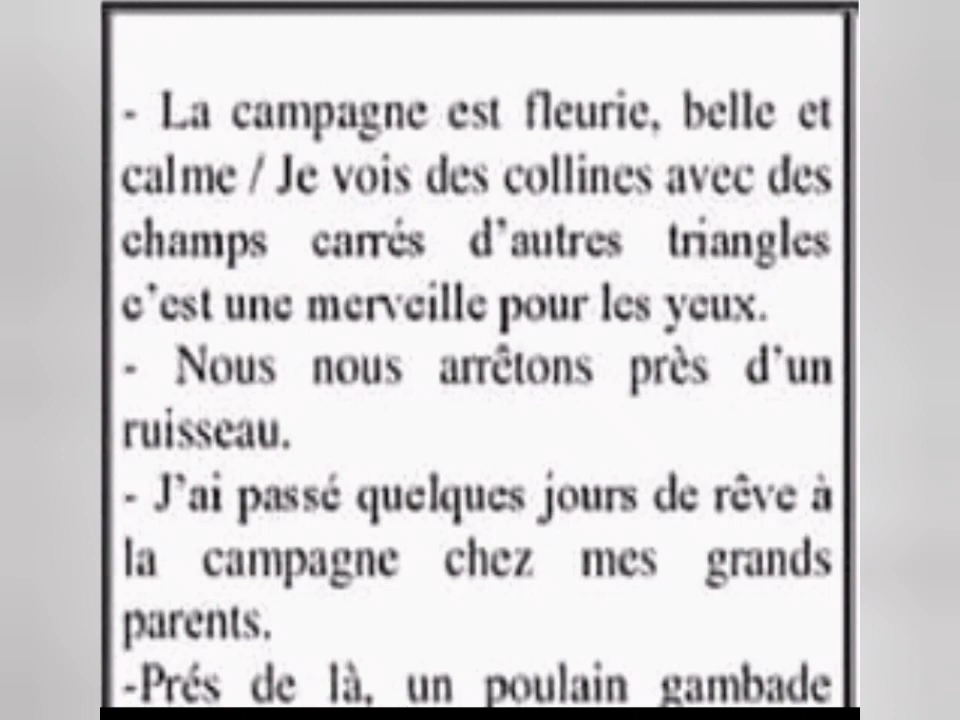 - La campagne est fleurie, belle et
calme / Je vois des collines avec des
champs carrés d'autres triangles
c'est une merveille pour les yeux.
- Nous nous arrêtons près d'un
ruisseau.
- J'ai passé quelques jours de rêve à
la campagne chez mes grands
parents.
-Prés de là, un poulain gambade